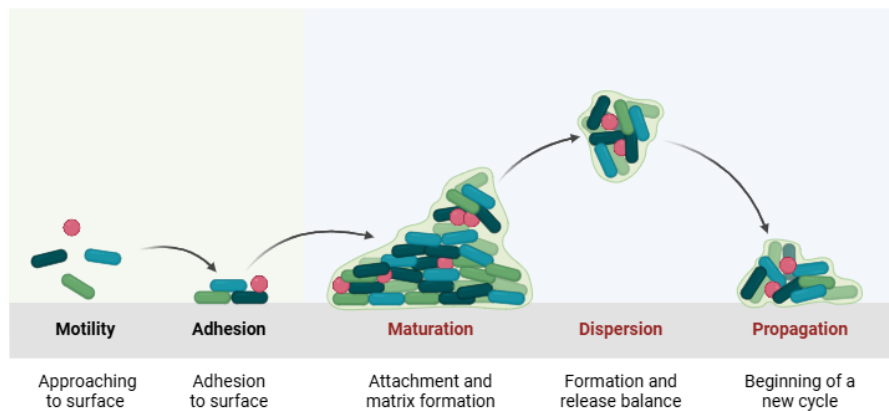 Motility
Adhesion
Maturation
Dispersion
Propagation
Approaching
to surface
Adhesion
to surface
Attachment and
matrix formation
Formation and
release balance
Beginning of a
new cycle